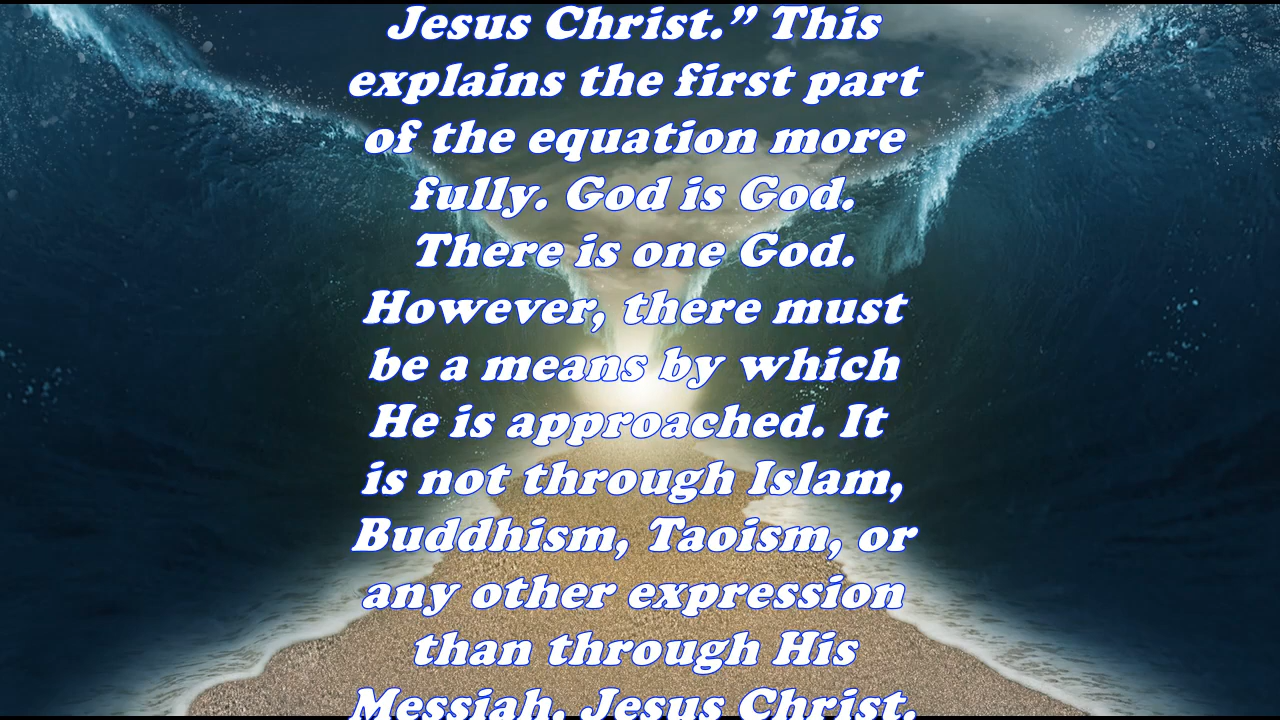 Jesus Christ.” This
explains the first part
of the equation more
fully. God is God.
There is one God.
However, there must
be a means by which
He is approached. It
is not through Islam,
Buddhism, Taoism, or
any other expression
than through His
Messiah, Jesus Christ.